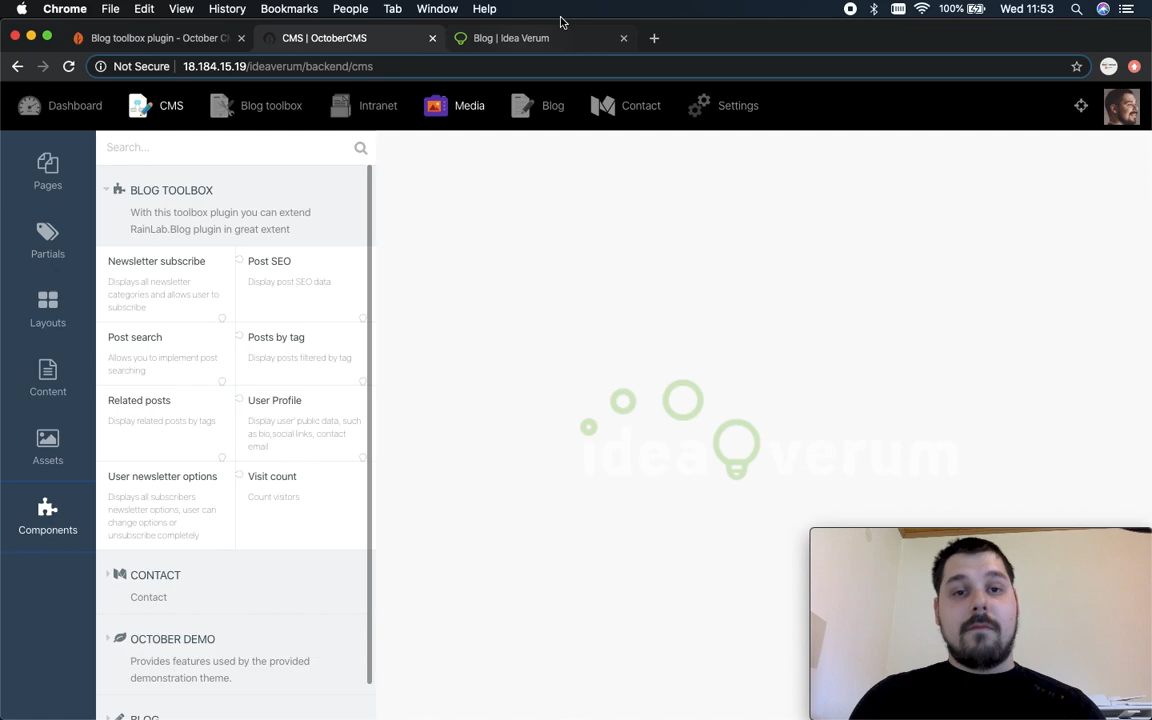 Chrome File Edit View History Bookmarks People Tab Window Help 100% Wed 11:53
Blog toolbox plugin - October C
CMS | OctoberCMS
Blog | Idea Verum
Not Secure 18.184.15.19/ideaverum/backend/cms
Dashboard CMS Blog toolbox Intranet Media Blog Contact Settings
Search...
Pages
Partials
Layouts
Content
Assets
Components
BLOG TOOLBOX
With this toolbox plugin you can extend
RainLab.Blog plugin in great extent
Newsletter subscribe
Displays all newsletter
categories and allows user to
subscribe
Post SEO
Display post SEO data
Post search
Allows you to implement post
searching
Posts by tag
Display posts filtered by tag
Related posts
Display related posts by tags
User Profile
Display user' public data, such
as bio,social links, contact
email
User newsletter options
Displays all subscribers
newsletter options, user can
change options or
unsubscribe completely
Visit count
Count visitors
CONTACT
Contact
OCTOBER DEMO
Provides features used by the provided
demonstration theme.
BLOG
idea verum